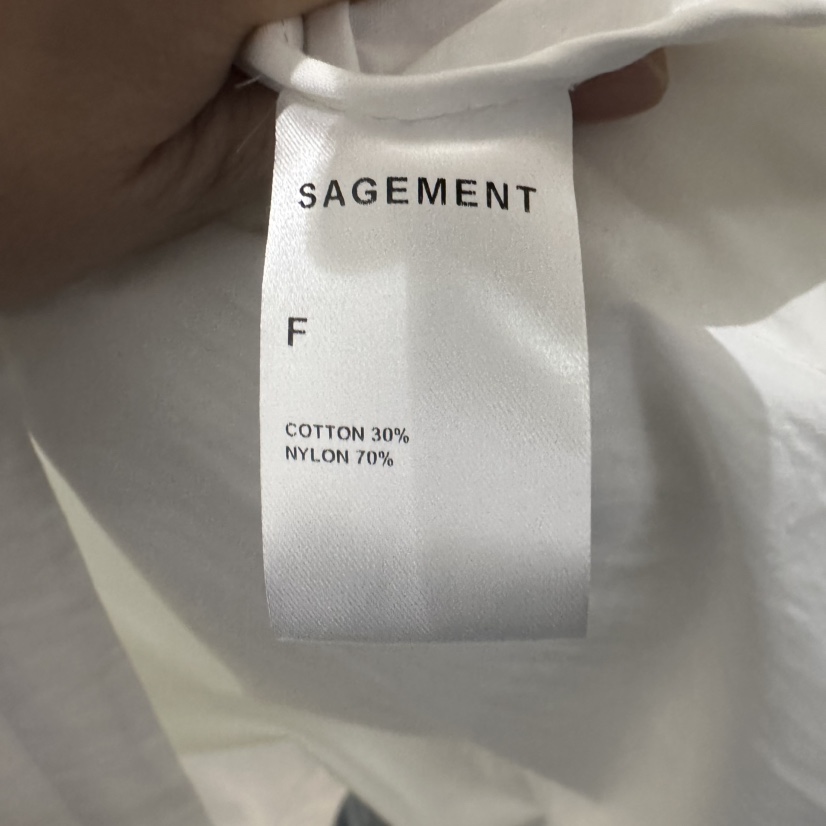 SAGEMENT
F
COTTON 30%
NYLON 70%